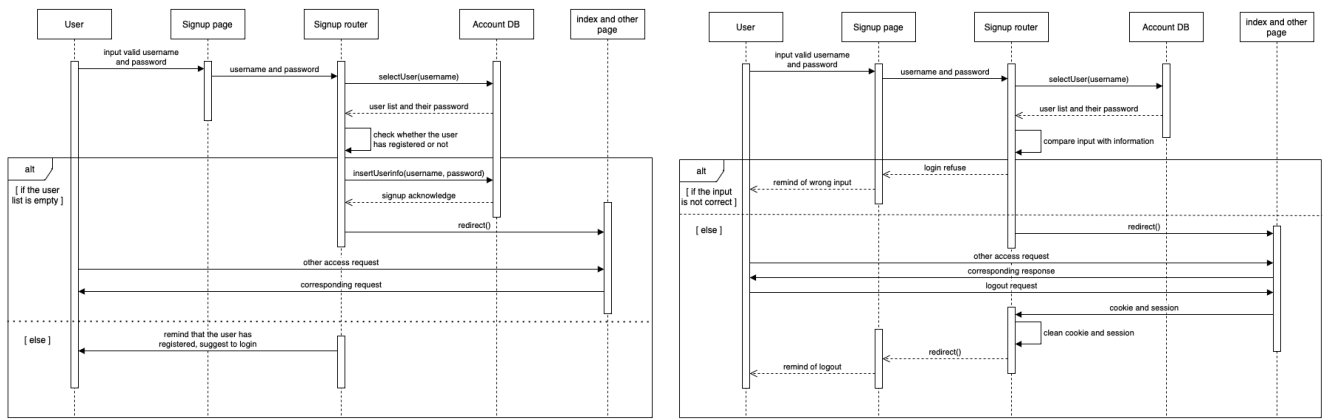 User
Signup page
Signup router
Account DB
index and other
page
input valid username
and password
username and password
selectUser(username)
user list and their password
check whether the user
has registered or not
alt
[ if the user
list is empty ]
insertUserinfo(username, password)
signup acknowledge
redirect()
other access request
corresponding request
[ else ]
remind that the user has
registered, suggest to login
User
Signup page
Signup router
Account DB
index and other
page
input valid username
and password
username and password
selectUser(username)
user list and their password
compare input with information
alt
[ if the input
is not correct ]
login refuse
remind of wrong input
[ else ]
redirect()
other access request
corresponding response
logout request
cookie and session
clean cookie and session
redirect()
remind of logout